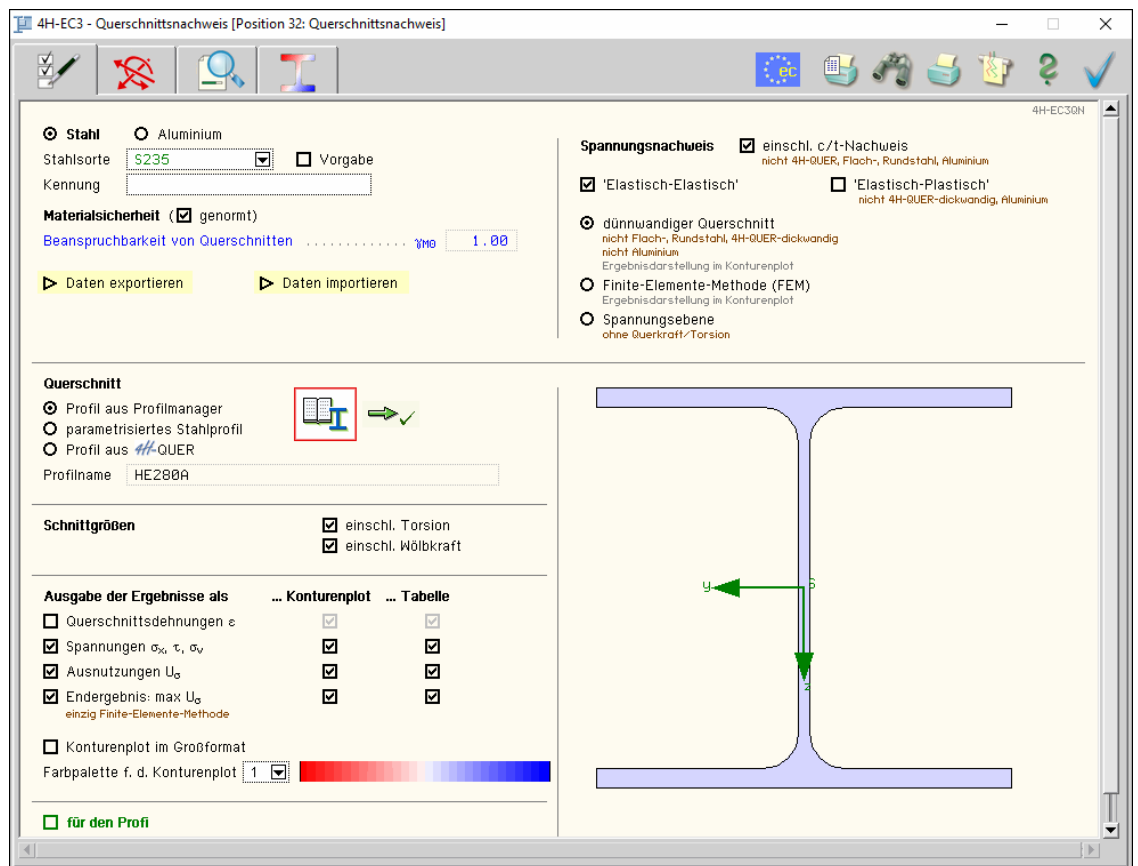 4H-EC3 - Querschnittsnachweis [Position 32: Querschnittsnachweis]
ec
4H-EC3QN
Stahl Aluminium
Stahlsorte S235 Vorgabe
Kennung
Materialsicherheit ( genormt)
Beanspruchbarkeit von Querschnitten ............. γM0 1.00
Daten exportieren Daten importieren
Spannungsnachweis einschl. c/t-Nachweis
nicht 4H-QUER, Flach-, Rundstahl, Aluminium
'Elastisch-Elastisch' 'Elastisch-Plastisch'
nicht 4H-QUER-dickwandig, Aluminium
dünnwandiger Querschnitt
nicht Flach-, Rundstahl, 4H-QUER-dickwandig
nicht Aluminium
Ergebnisdarstellung im Konturenplot
Finite-Elemente-Methode (FEM)
Ergebnisdarstellung im Konturenplot
Spannungsebene
ohne Querkraft/Torsion
Querschnitt
Profil aus Profilmanager
parametrisiertes Stahlprofil
Profil aus 4H-QUER
Profilname HE280A
Schnittgrößen einschl. Torsion
einschl. Wölbkraft
Ausgabe der Ergebnisse als ... Konturenplot ... Tabelle
Querschnittsdehnungen ε
Spannungen σx, τ, σv
Ausnutzungen Uσ
Endergebnis: max Uσ
einzig Finite-Elemente-Methode
Konturenplot im Großformat
Farbpalette f. d. Konturenplot 1
für den Profi
y S
z